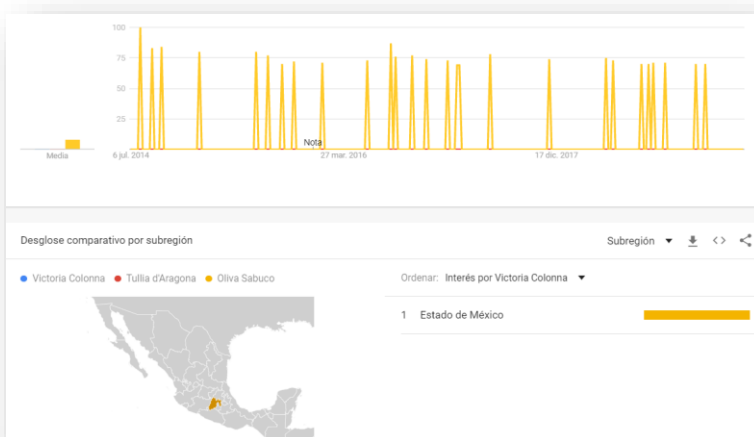 100
75
50
25
Nota
Media
6 jul. 2014
27 mar. 2016
17 dic. 2017
Desglose comparativo por subregión
Subregión
Victoria Colonna Tullia d'Aragona Oliva Sabuco
Ordenar: Interés por Victoria Colonna
1 Estado de México